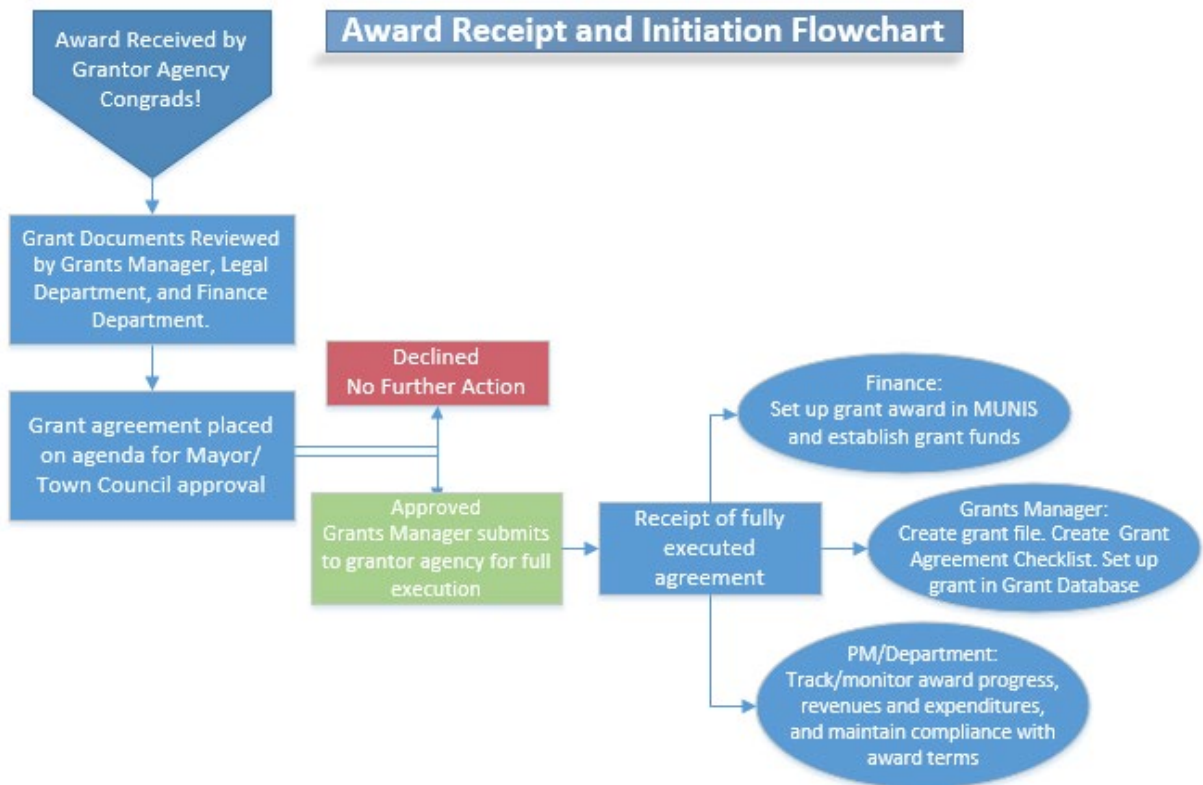 Award Receipt and Initiation Flowchart
Award Received by
Grantor Agency
Congrads!
Grant Documents Reviewed
by Grants Manager, Legal
Department, and Finance
Department.
Grant agreement placed
on agenda for Mayor/
Town Council approval
Declined
No Further Action
Approved
Grants Manager submits
to grantor agency for full
execution
Receipt of fully
executed
agreement
Finance:
Set up grant award in MUNIS
and establish grant funds
Grants Manager:
Create grant file. Create Grant
Agreement Checklist. Set up
grant in Grant Database
PM/Department:
Track/monitor award progress,
revenues and expenditures,
and maintain compliance with
award terms